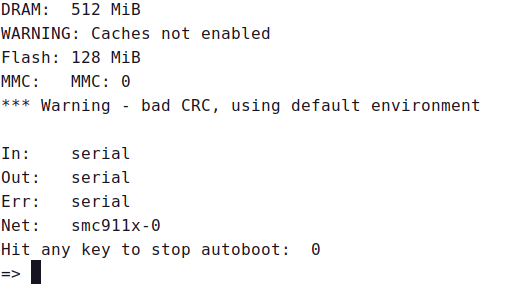 DRAM:  512 MiB
WARNING: Caches not enabled
Flash: 128 MiB
MMC:   MMC: 0
*** Warning - bad CRC, using default environment
In:    serial
Out:   serial
Err:   serial
Net:   smc911x-0
Hit any key to stop autoboot:  0
=>